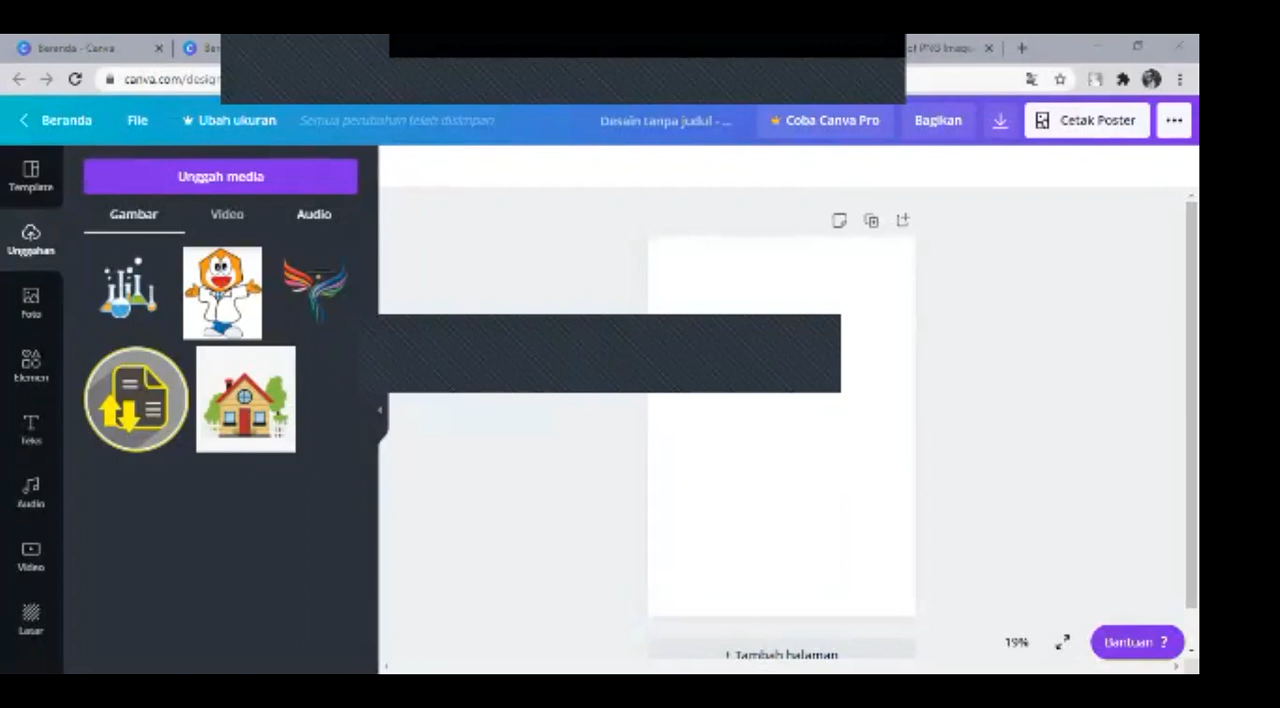 Beranda - Canva
canva.com/design
Beranda
File
Ubah ukuran
Semua perubahan telah disimpan
Desain tanpa judul - ...
Coba Canva Pro
Bagikan
Cetak Poster
Template
Unggah media
Gambar
Video
Audio
Unggahan
Foto
Elemen
Teks
Audio
Video
Latar
+ Tambah halaman
19%
Bantuan ?